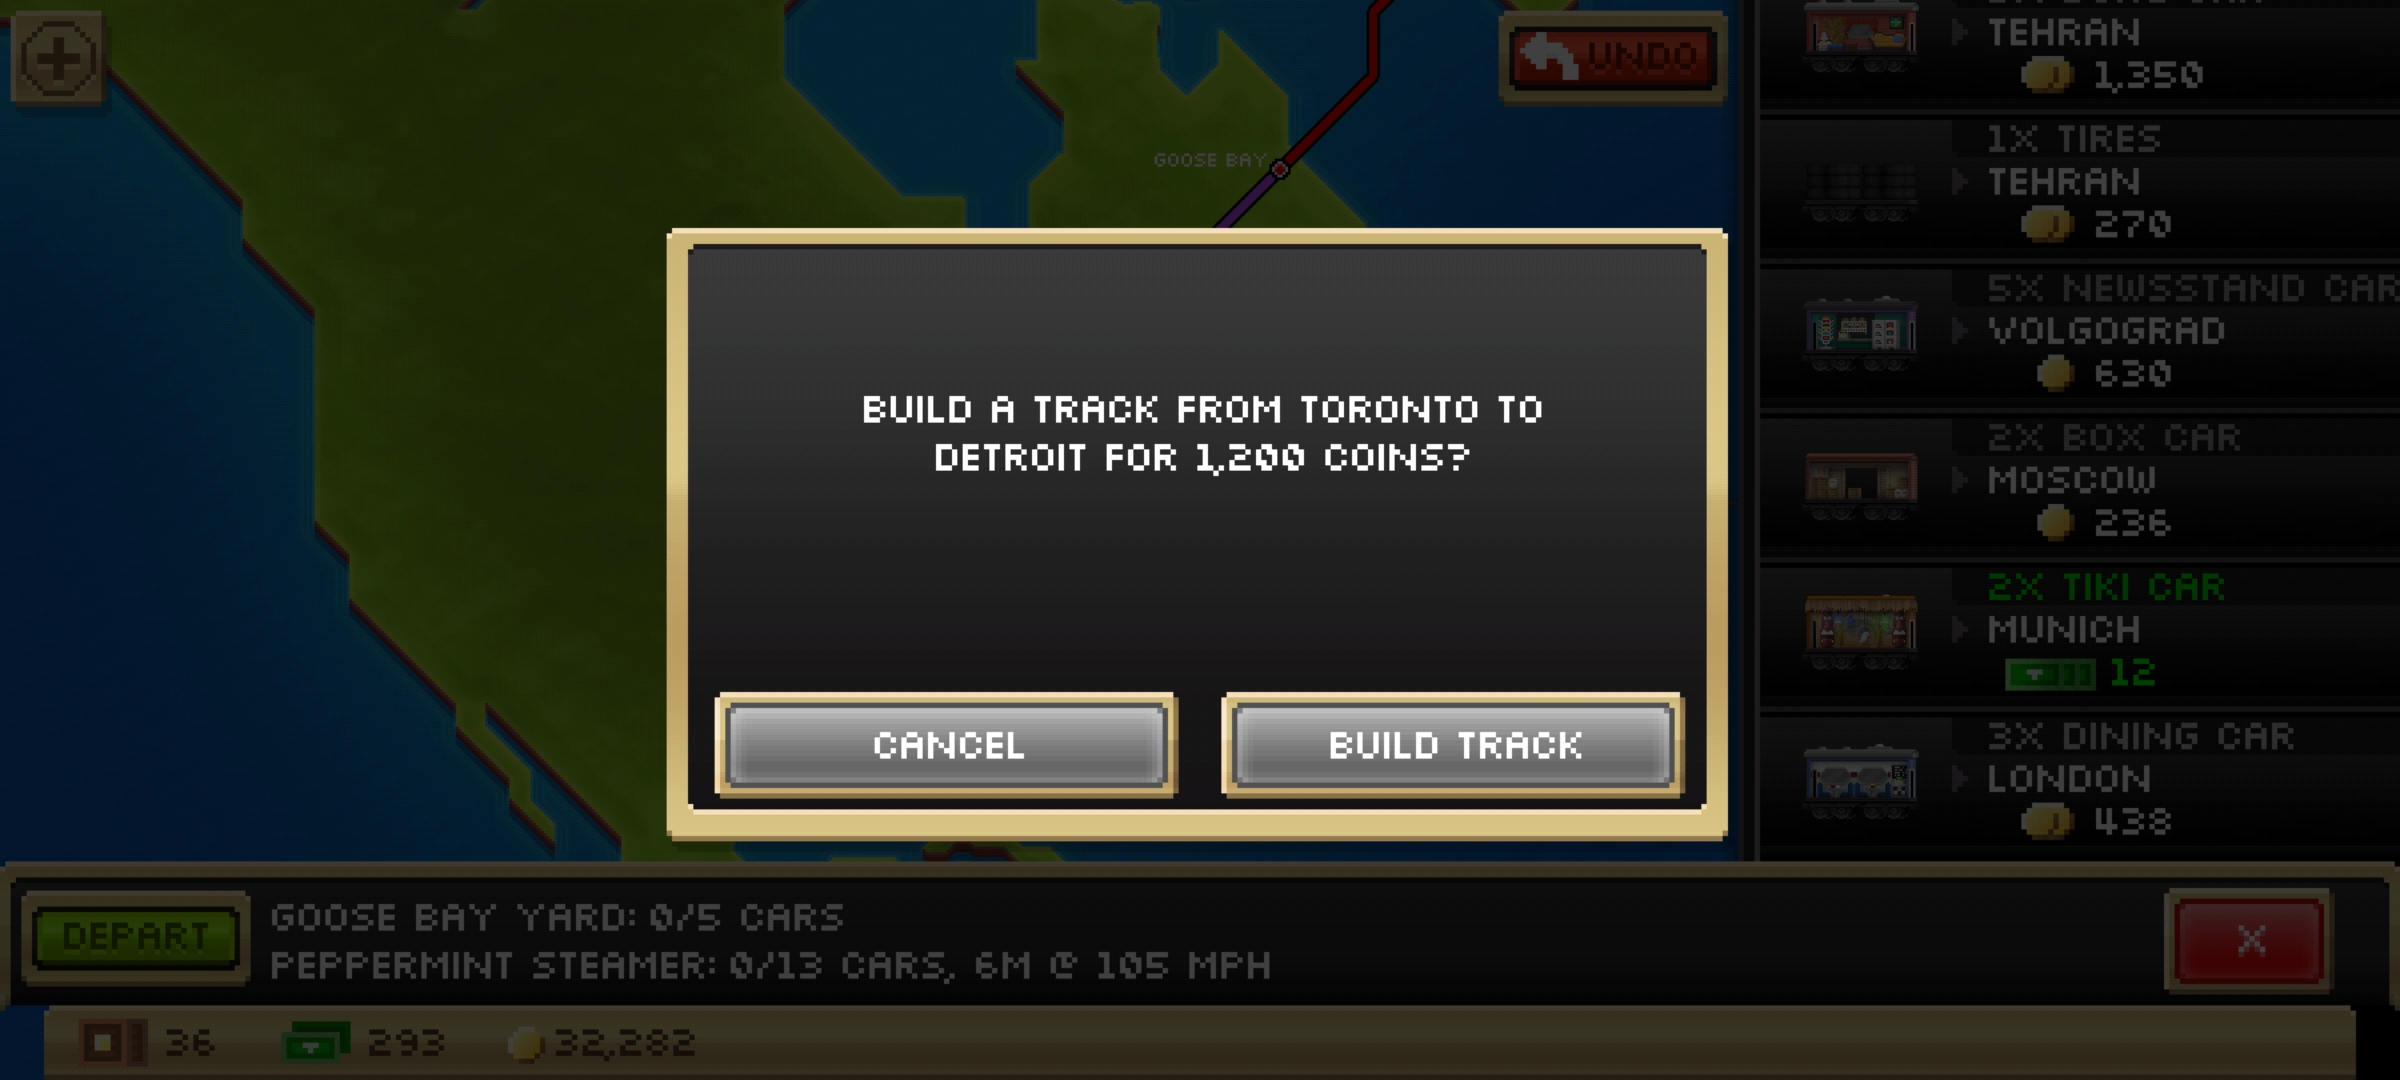 UNDO
GOOSE BAY
TEHRAN
1,350
1X TIRES
TEHRAN
270
5X NEWSSTAND CAR
VOLGOGRAD
630
2X BOX CAR
MOSCOW
236
2X TIKI CAR
MUNICH
12
3X DINING CAR
LONDON
438
BUILD A TRACK FROM TORONTO TO
DETROIT FOR 1,200 COINS?
CANCEL
BUILD TRACK
DEPART
GOOSE BAY YARD: 0/5 CARS
PEPPERMINT STEAMER: 0/13 CARS, 6M @ 105 MPH
X
36
293
32,282